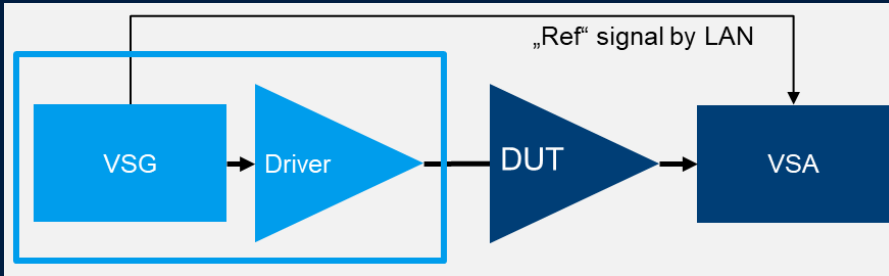 „Ref“ signal by LAN
VSG
Driver
DUT
VSA